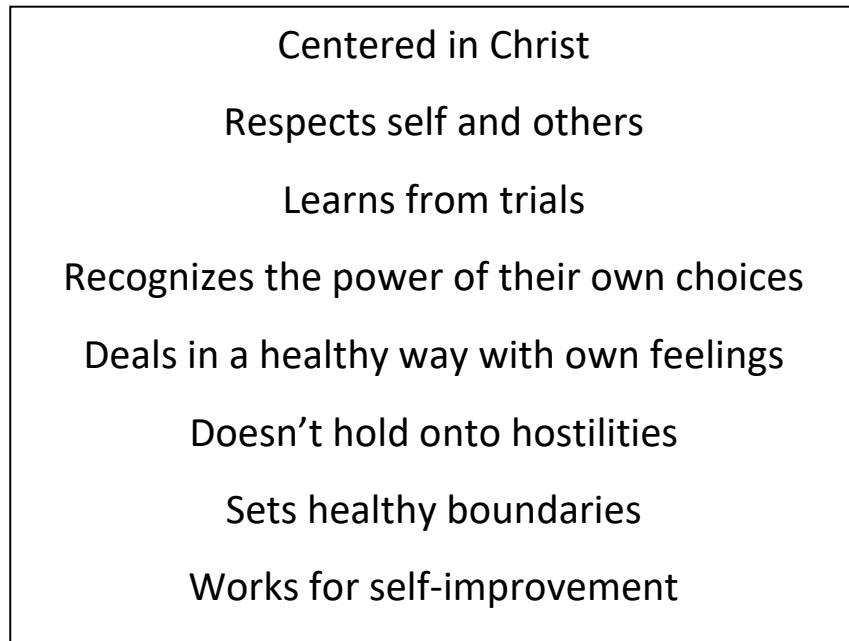 Centered in Christ
Respects self and others
Learns from trials
Recognizes the power of their own choices
Deals in a healthy way with own feelings
Doesn’t hold onto hostilities
Sets healthy boundaries
Works for self-improvement